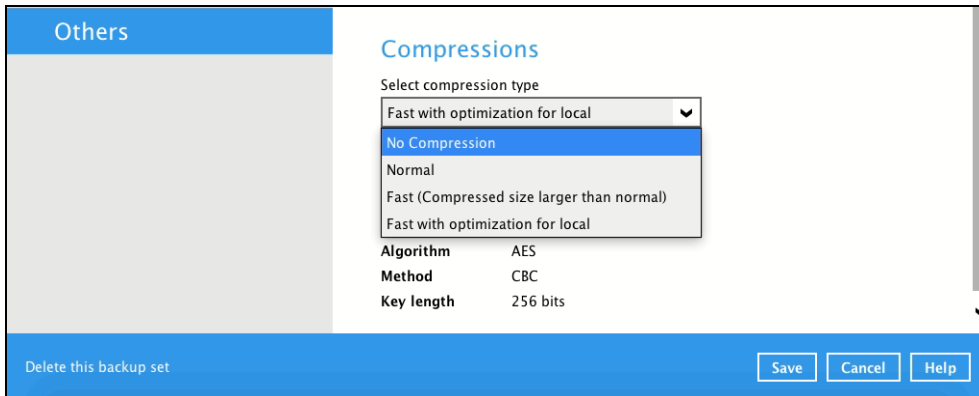 Others
Compressions
Select compression type
Fast with optimization for local
No Compression
Normal
Fast (Compressed size larger than normal)
Fast with optimization for local
Algorithm AES
Method CBC
Key length 256 bits
Delete this backup set
Save Cancel Help